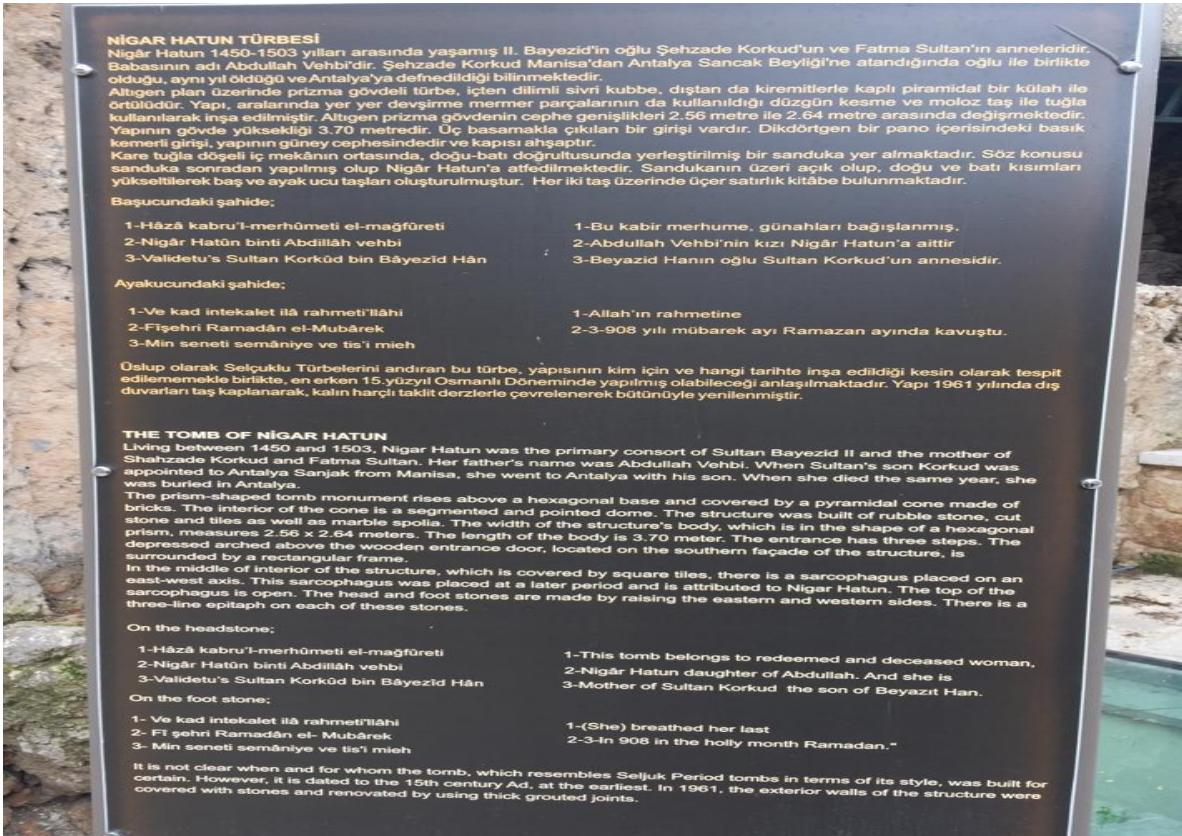 NİGAR HATUN TÜRBESİ
Nigâr Hatun 1450-1503 yılları arasında yaşamış II. Bayezid'in oğlu Şehzade Korkud'un ve Fatma Sultan'ın anneleridir.
Babasının adı Abdullah Vehbi'dir. Şehzade Korkud Manisa'dan Antalya Sancak Beyliği'ne atandığında oğlu ile birlikte
olduğu, aynı yıl öldüğü ve Antalya'ya defnedildiği bilinmektedir.
Altıgen plan üzerinde prizma gövdeli türbe, içten dilimli sivri kubbe, dıştan da kiremitlerle kaplı piramidal bir külah ile
örtülüdür. Yapı, aralarında yer yer devşirme mermer parçalarının da kullanıldığı düzgün kesme ve moloz taş ile tuğla
kullanılarak inşa edilmiştir. Altıgen prizma gövdenin cephe genişlikleri 2.56 metre ile 2.64 metre arasında değişmektedir.
Yapının gövde yüksekliği 3.70 metredir. Üç basamakla çıkılan bir girişi vardır. Dikdörtgen bir pano içerisindeki basık
kemerli girişi, yapının güney cephesindedir ve kapısı ahşaptır.
Kare tuğla döşeli iç mekânın ortasında, doğu-batı doğrultusunda yerleştirilmiş bir sanduka yer almaktadır. Söz konusu
sanduka sonradan yapılmış olup Nigâr Hatun'a atfedilmektedir. Sandukanın üzeri açık olup, doğu ve batı kısımları
yükseltilerek baş ve ayak ucu taşları oluşturulmuştur. Her iki taş üzerinde üçer satırlık kitâbe bulunmaktadır.
Başucundaki şahide;
1-Hâzâ kabru'l-merhûmeti el-mağfûreti
2-Nigâr Hatûn binti Abdillâh vehbi
3-Validetu's Sultan Korkûd bin Bâyezîd Hân
1-Bu kabir merhume, günahları bağışlanmış,
2-Abdullah Vehbi'nin kızı Nigâr Hatun'a aittir
3-Beyazid Hanın oğlu Sultan Korkud'un annesidir.
Ayakucundaki şahide;
1-Ve kad intekalet ilâ rahmeti'llâhi
2-Fîşehri Ramadân el-Mubârek
3-Min seneti semâniye ve tis'i mieh
1-Allah'ın rahmetine
2-3-908 yılı mübarek ayı Ramazan ayında kavuştu.
Üslup olarak Selçuklu Türbelerini andıran bu türbe, yapısının kim için ve hangi tarihte inşa edildiği kesin olarak tespit
edilememekle birlikte, en erken 15.yüzyıl Osmanlı Döneminde yapılmış olabileceği anlaşılmaktadır. Yapı 1961 yılında dış
duvarları taş kaplanarak, kalın harçlı taklit derzlerle çevrelenerek bütünüyle yenilenmiştir.
THE TOMB OF NİGAR HATUN
Living between 1450 and 1503, Nigar Hatun was the primary consort of Sultan Bayezid II and the mother of
Shahzade Korkud and Fatma Sultan. Her father's name was Abdullah Vehbi. When Sultan's son Korkud was
appointed to Antalya Sanjak from Manisa, she went to Antalya with his son. When she died the same year, she
was buried in Antalya.
The prism-shaped tomb monument rises above a hexagonal base and covered by a pyramidal cone made of
bricks. The interior of the cone is a segmented and pointed dome. The structure was built of rubble stone, cut
stone and tiles as well as marble spolia. The width of the structure's body, which is in the shape of a hexagonal
prism, measures 2.56 x 2.64 meters. The length of the body is 3.70 meter. The entrance has three steps. The
depressed arched above the wooden entrance door, located on the southern façade of the structure, is
surrounded by a rectangular frame.
In the middle of interior of the structure, which is covered by square tiles, there is a sarcophagus placed on an
east-west axis. This sarcophagus was placed at a later period and is attributed to Nigar Hatun. The top of the
sarcophagus is open. The head and foot stones are made by raising the eastern and western sides. There is a
three-line epitaph on each of these stones.
On the headstone;
1-Hâzâ kabru'l-merhûmeti el-mağfûreti
2-Nigâr Hatûn binti Abdillâh vehbi
3-Validetu's Sultan Korkûd bin Bâyezîd Hân
1-This tomb belongs to redeemed and deceased woman,
2-Nigâr Hatun daughter of Abdullah. And she is
3-Mother of Sultan Korkud the son of Beyazıt Han.
On the foot stone;
1- Ve kad intekalet ilâ rahmeti'llâhi
2- Fî şehri Ramadân el- Mubârek
3- Min seneti semâniye ve tis'i mieh
1-(She) breathed her last
2-3-In 908 in the holly month Ramadan."
It is not clear when and for whom the tomb, which resembles Seljuk Period tombs in terms of its style, was built for
certain. However, it is dated to the 15th century Ad, at the earliest. In 1961, the exterior walls of the structure were
covered with stones and renovated by using thick grouted joints.